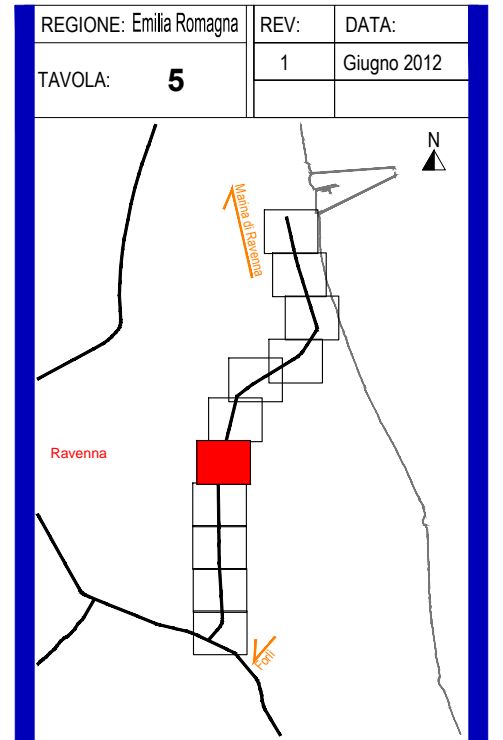 REGIONE: Emilia Romagna
REV:
DATA:
TAVOLA: 5
1
Giugno 2012
N
Marina di Ravenna
Ravenna
Forlì